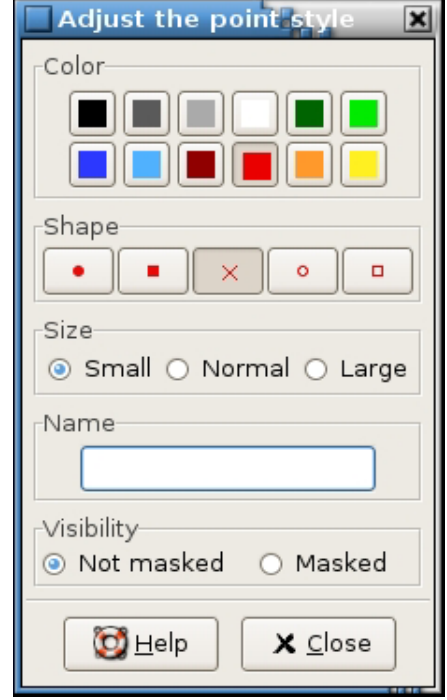 Adjust the point style
Color
Shape
Size
Small Normal Large
Name
Visibility
Not masked Masked
Help Close